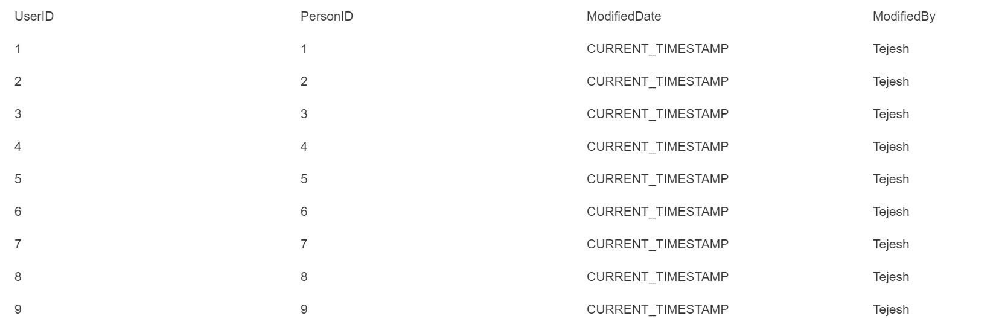 UserID PersonID ModifiedDate ModifiedBy
1 1 CURRENT_TIMESTAMP Tejesh
2 2 CURRENT_TIMESTAMP Tejesh
3 3 CURRENT_TIMESTAMP Tejesh
4 4 CURRENT_TIMESTAMP Tejesh
5 5 CURRENT_TIMESTAMP Tejesh
6 6 CURRENT_TIMESTAMP Tejesh
7 7 CURRENT_TIMESTAMP Tejesh
8 8 CURRENT_TIMESTAMP Tejesh
9 9 CURRENT_TIMESTAMP Tejesh